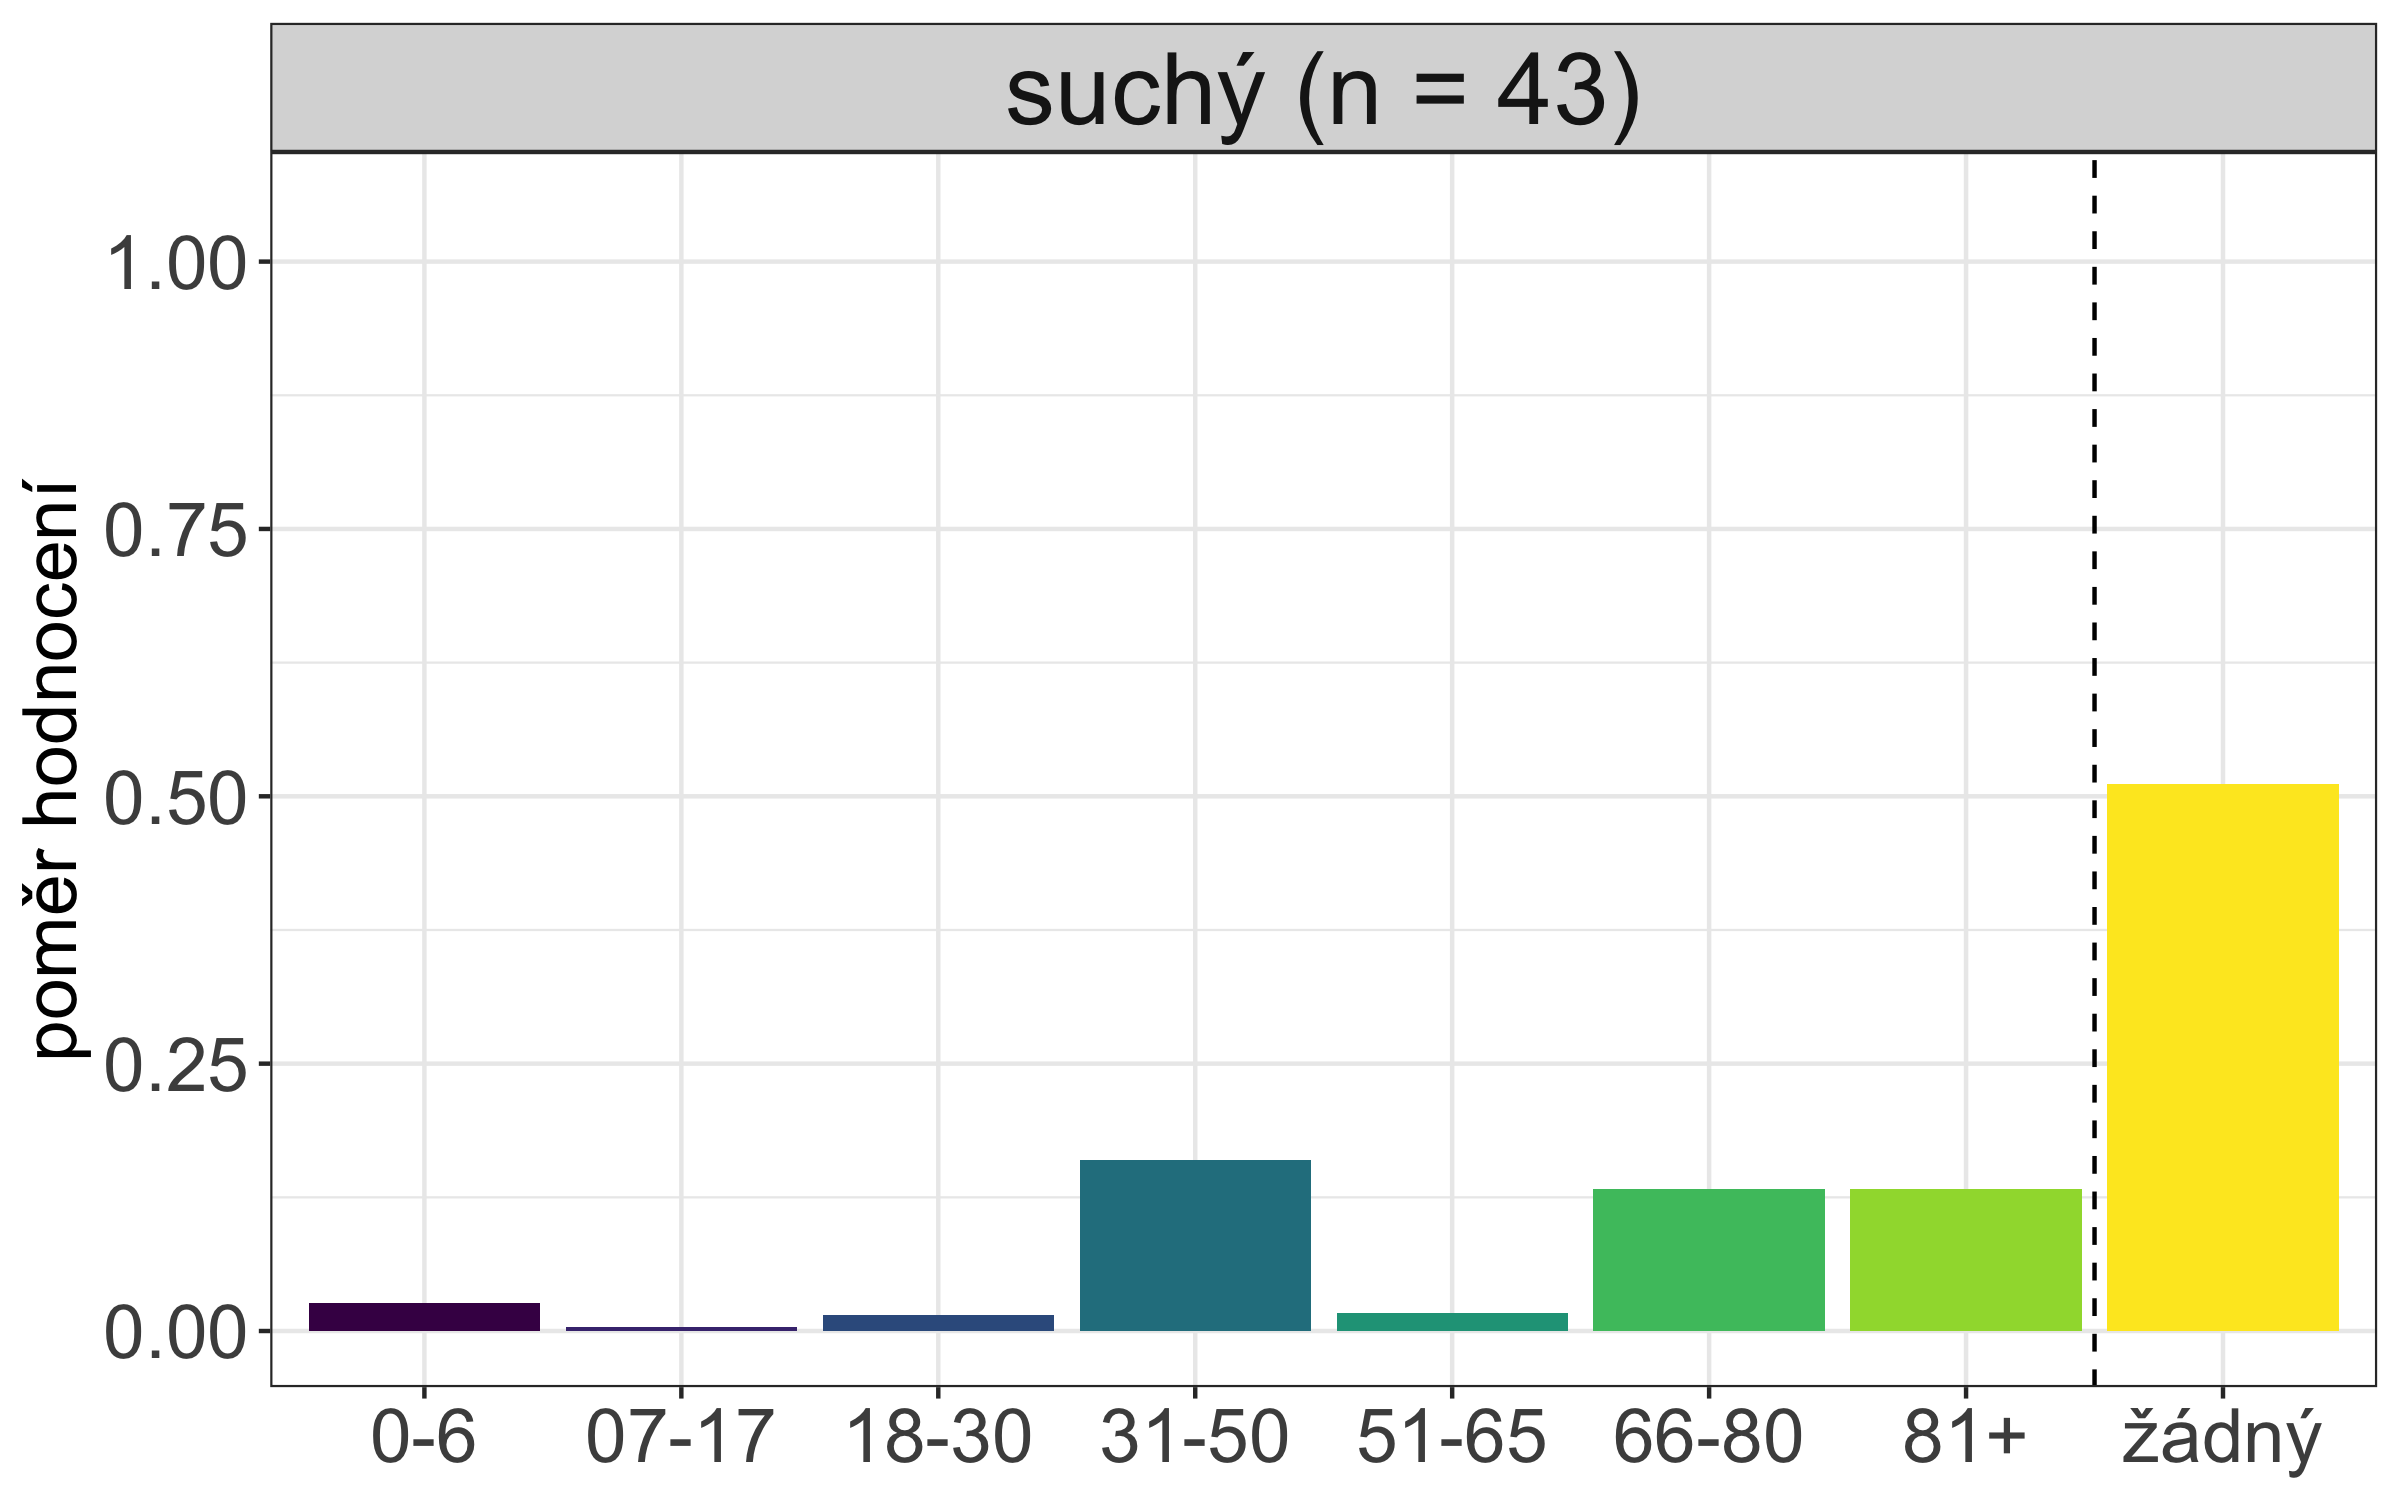 suchý (n = 43)
poměr hodnocení
1.00
0.75
0.50
0.25
0.00
0-6 07-17 18-30 31-50 51-65 66-80 81+ žádný